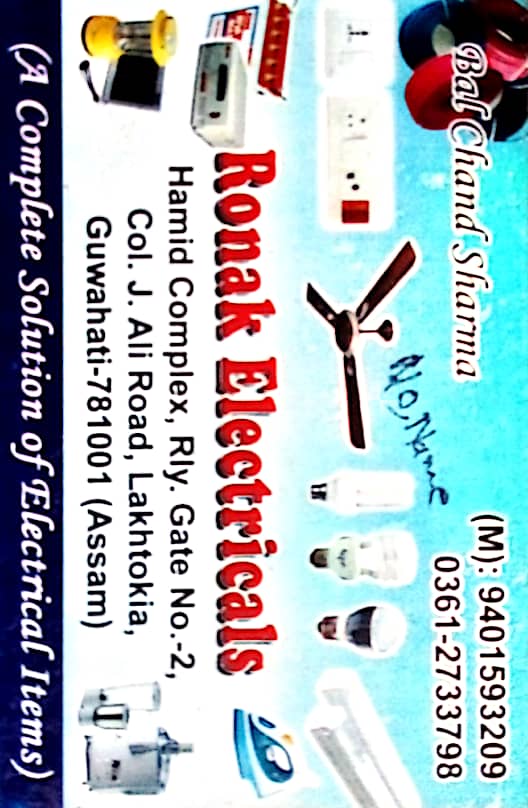 Bal Chand Sharma
(M): 9401593209
0361-2733798
No, Name
Ronak Electricals
Hamid Complex, Rly. Gate No.-2,
Col. J. Ali Road, Lakhtokia,
Guwahati-781001 (Assam)
(A Complete Solution of Electrical Items)